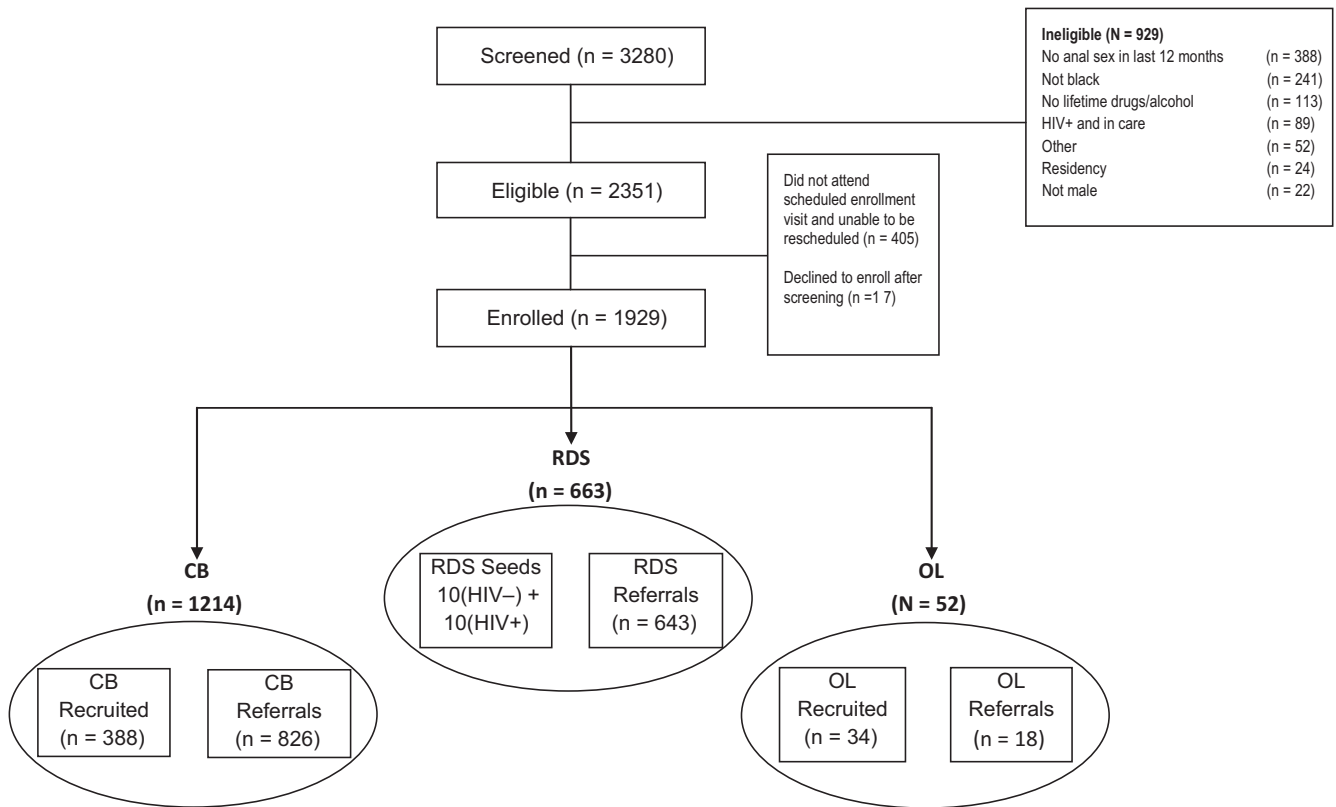 Screened (n = 3280)
Ineligible (N = 929)
No anal sex in last 12 months (n = 388)
Not black (n = 241)
No lifetime drugs/alcohol (n = 113)
HIV+ and in care (n = 89)
Other (n = 52)
Residency (n = 24)
Not male (n = 22)
Eligible (n = 2351)
Did not attend
scheduled enrollment
visit and unable to be
rescheduled (n = 405)
Declined to enroll after
screening (n =1 7)
Enrolled (n = 1929)
RDS
(n = 663)
RDS Seeds
10(HIV–) +
10(HIV+)
RDS
Referrals
(n = 643)
CB
(n = 1214)
CB
Recruited
(n = 388)
CB
Referrals
(n = 826)
OL
(N = 52)
OL
Recruited
(n = 34)
OL
Referrals
(n = 18)